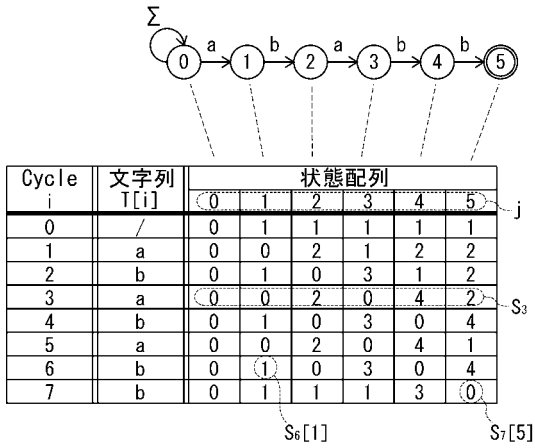 Σ
a b a b b
0 1 2 3 4 5
Cycle i 文字列 T[i] 状態配列
0 1 2 3 4 5 j
0 / 0 1 1 1 1 1
1 a 0 0 2 1 2 2
2 b 0 1 0 3 1 2
3 a 0 0 2 0 4 2 S3
4 b 0 1 0 3 0 4
5 a 0 0 2 0 4 1
6 b 0 1 0 3 0 4
7 b 0 1 1 1 3 0
S6[1] S7[5]